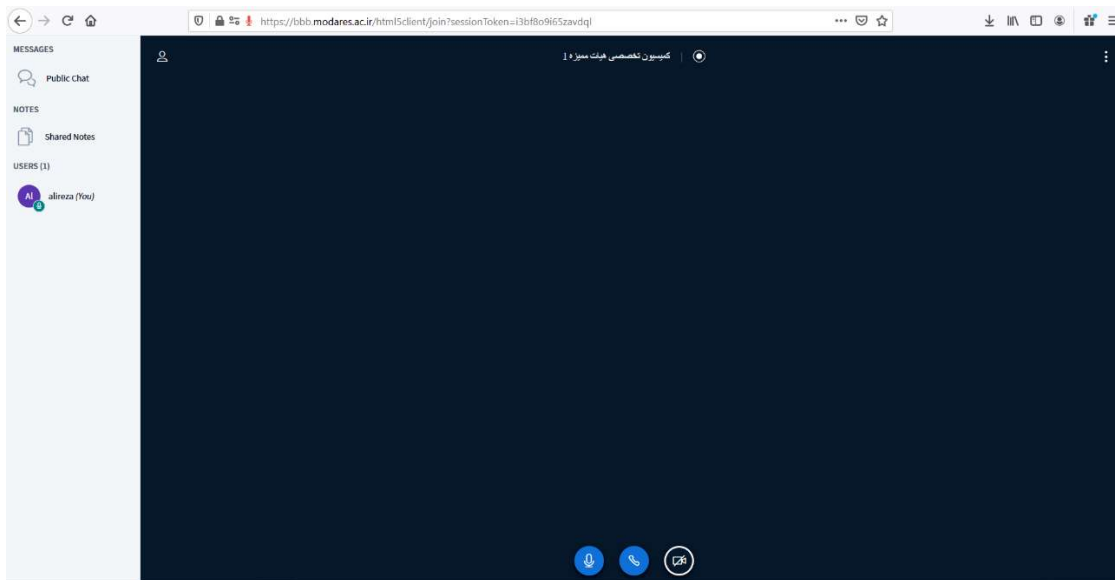 https://bbb.modares.ac.ir/html5client/join?sessionToken=i3bf8o9i65zavdql
MESSAGES
Public Chat
NOTES
Shared Notes
USERS (1)
Al alireza (You)
کمیسیون تخصصی هیات ممیزه 1